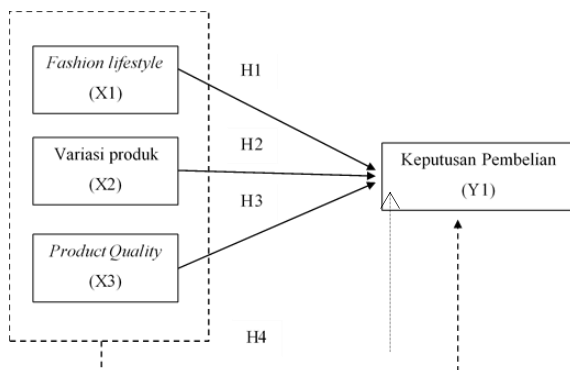 Fashion lifestyle
(X1)
H1
Variasi produk
(X2)
H2
Keputusan Pembelian
(Y1)
H3
Product Quality
(X3)
H4